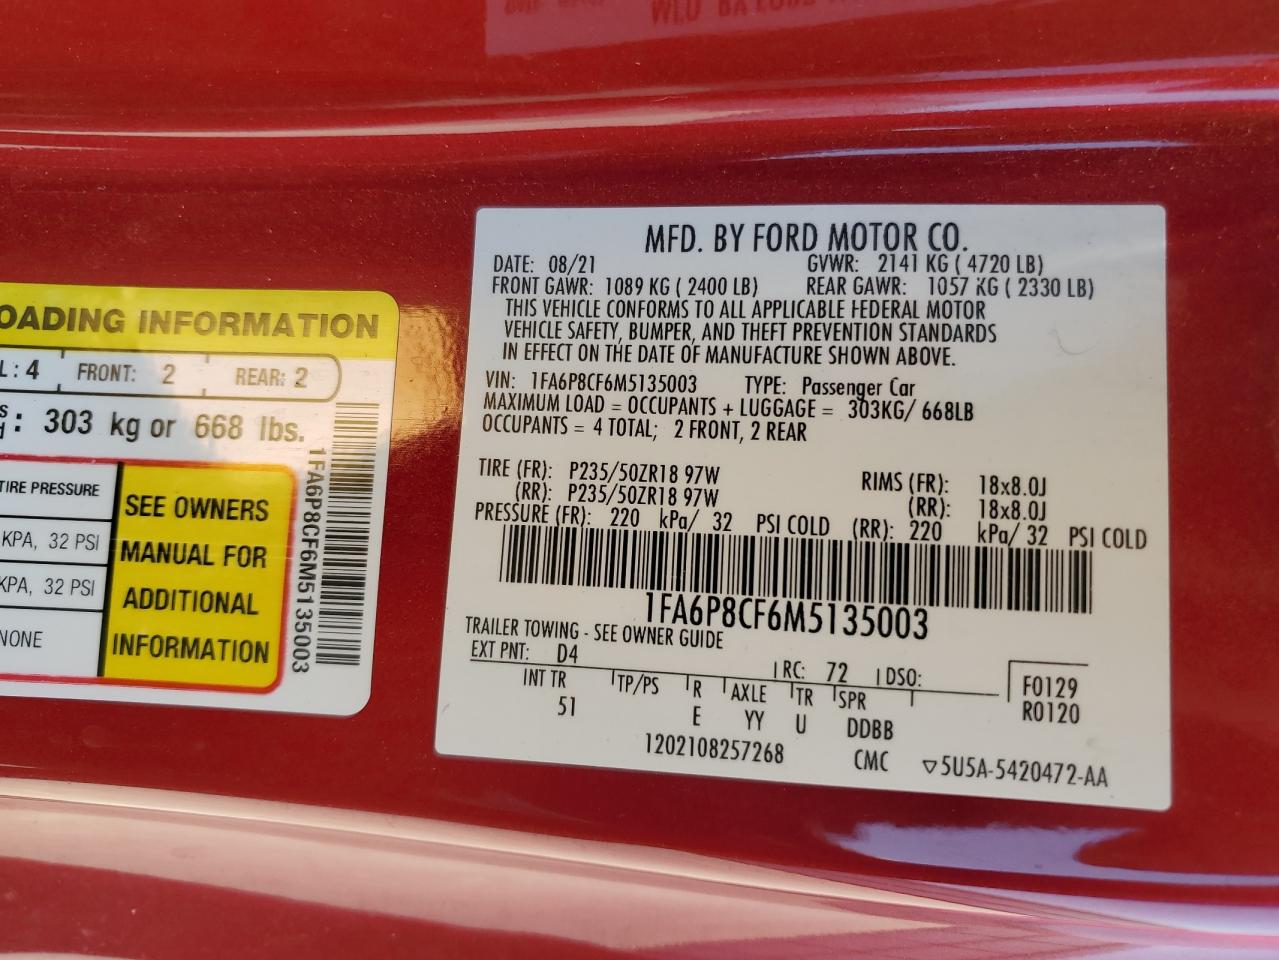 OADING INFORMATION
L: 4 FRONT: 2 REAR: 2
: 303 kg or 668 lbs.
TIRE PRESSURE
KPA, 32 PSI
KPA, 32 PSI
NONE
SEE OWNERS
MANUAL FOR
ADDITIONAL
INFORMATION
1FA6P8CF6M5135003
MFD. BY FORD MOTOR CO.
DATE: 08/21 GVWR: 2141 KG ( 4720 LB)
FRONT GAWR: 1089 KG ( 2400 LB) REAR GAWR: 1057 KG ( 2330 LB)
THIS VEHICLE CONFORMS TO ALL APPLICABLE FEDERAL MOTOR
VEHICLE SAFETY, BUMPER, AND THEFT PREVENTION STANDARDS
IN EFFECT ON THE DATE OF MANUFACTURE SHOWN ABOVE.
VIN: 1FA6P8CF6M5135003 TYPE: Passenger Car
MAXIMUM LOAD = OCCUPANTS + LUGGAGE = 303KG/ 668LB
OCCUPANTS = 4 TOTAL; 2 FRONT, 2 REAR
TIRE (FR): P235/50ZR18 97W RIMS (FR): 18x8.0J
(RR): P235/50ZR18 97W (RR): 18x8.0J
PRESSURE (FR): 220 kPa/ 32 PSI COLD (RR): 220 kPa/ 32 PSI COLD
1FA6P8CF6M5135003
TRAILER TOWING - SEE OWNER GUIDE
EXT PNT: D4 RC: 72 DSO:
INT TR TP/PS R AXLE TR SPR F0129
51 E YY U DDBB R0120
1202108257268 CMC ▽5U5A-5420472-AA